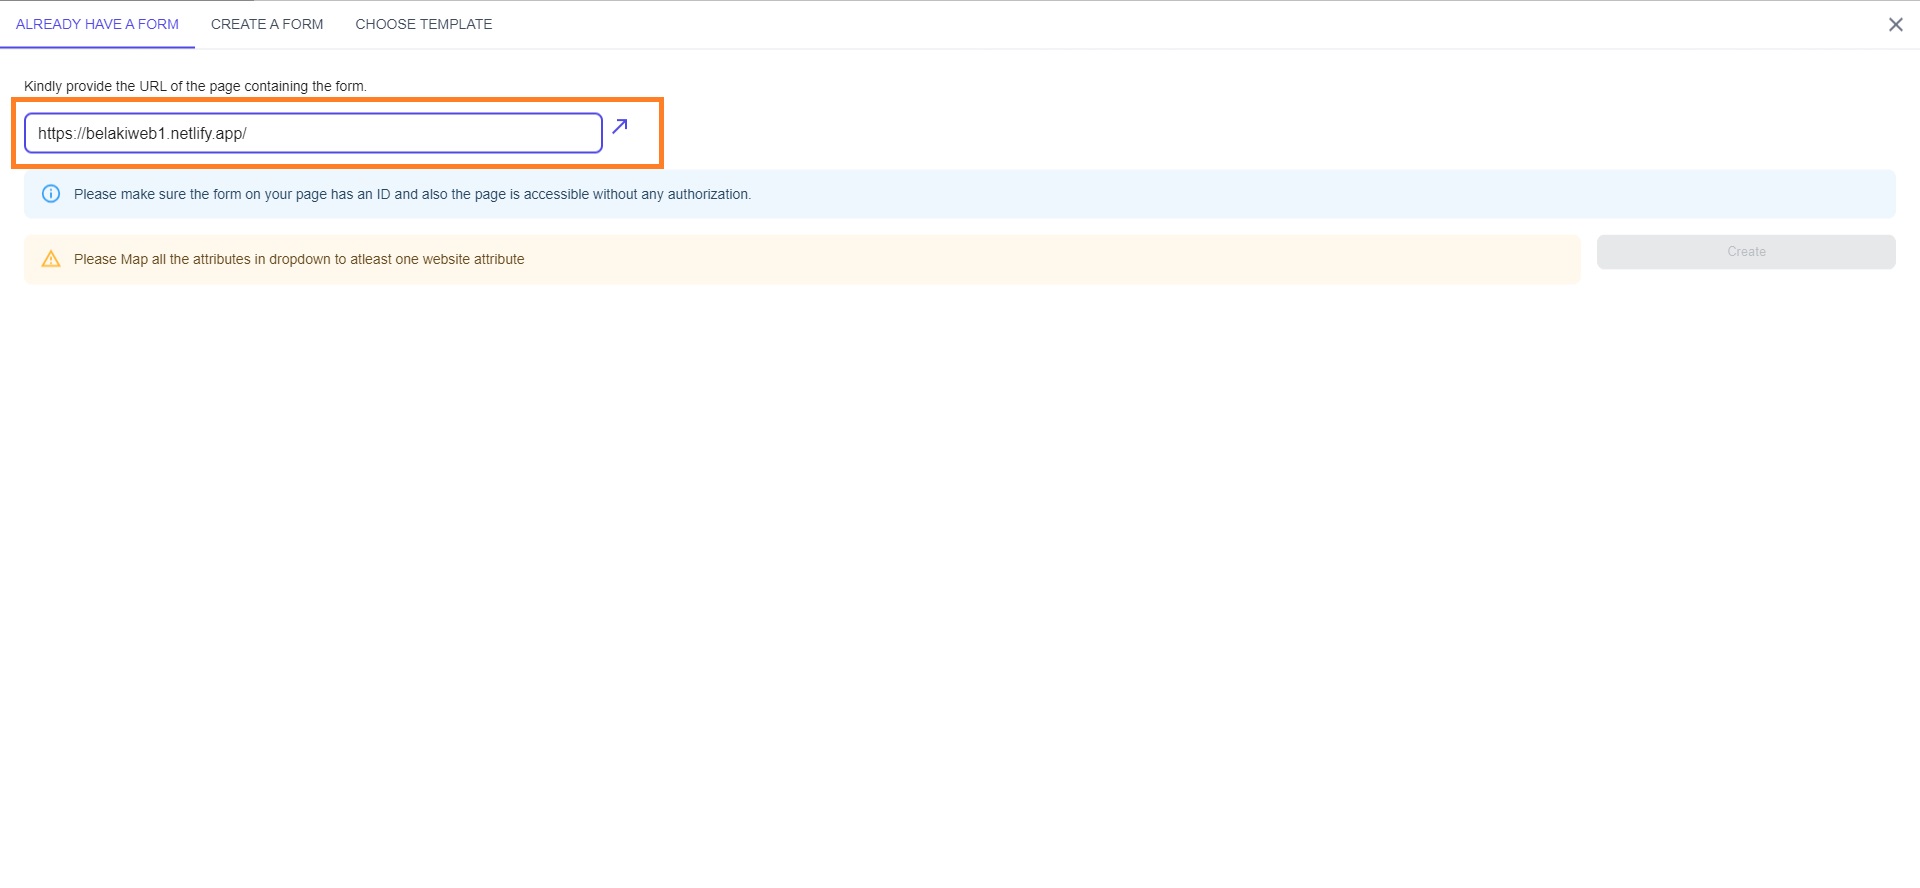 ALREADY HAVE A FORM CREATE A FORM CHOOSE TEMPLATE
Kindly provide the URL of the page containing the form.
https://belakiweb1.netlify.app/
Please make sure the form on your page has an ID and also the page is accessible without any authorization.
Please Map all the attributes in dropdown to atleast one website attribute
Create